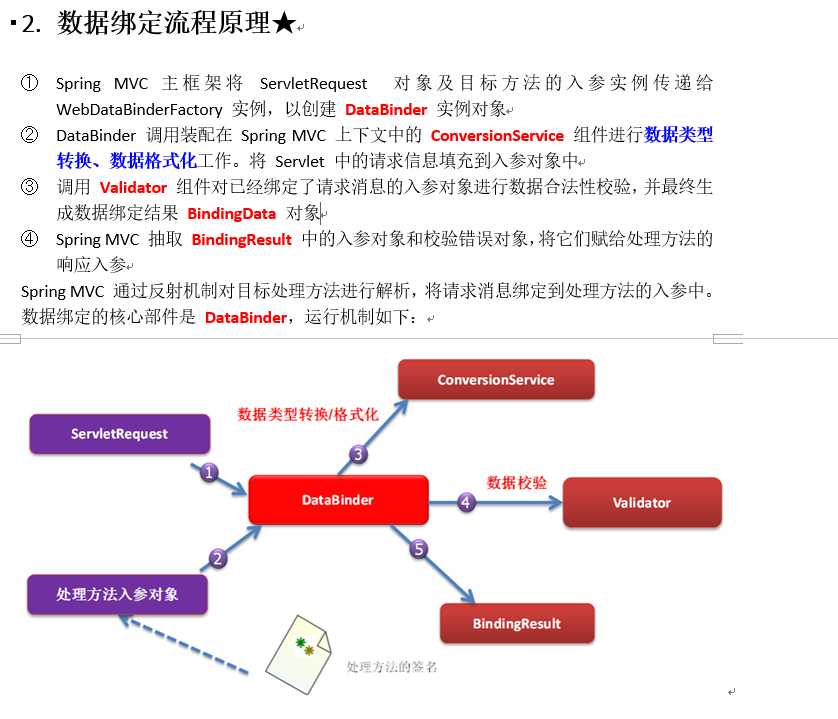 2. 数据绑定流程原理★
① Spring MVC 主框架将 ServletRequest 对象及目标方法的入参实例传递给
WebDataBinderFactory 实例，以创建 DataBinder 实例对象
② DataBinder 调用装配在 Spring MVC 上下文中的 ConversionService 组件进行数据类型
转换、数据格式化工作。将 Servlet 中的请求信息填充到入参对象中
③ 调用 Validator 组件对已经绑定了请求消息的入参对象进行数据合法性校验，并最终生
成数据绑定结果 BindingData 对象
④ Spring MVC 抽取 BindingResult 中的入参对象和校验错误对象，将它们赋给处理方法的
响应入参
Spring MVC 通过反射机制对目标处理方法进行解析，将请求消息绑定到处理方法的入参中。
数据绑定的核心部件是 DataBinder，运行机制如下：
ConversionService
数据类型转换/格式化
ServletRequest
3
1
数据校验
DataBinder
4
Validator
2
5
处理方法入参对象
BindingResult
处理方法的签名